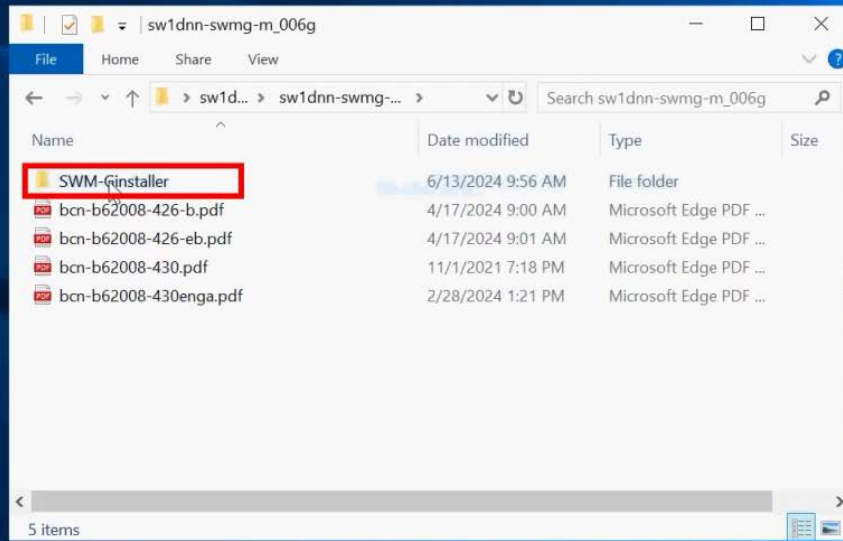 sw1dnn-swmg-m_006g
File Home Share View
sw1d... > sw1dnn-swmg-... > Search sw1dnn-swmg-m_006g
Name Date modified Type Size
SWM-Ginstaller 6/13/2024 9:56 AM File folder
bcn-b62008-426-b.pdf 4/17/2024 9:00 AM Microsoft Edge PDF ...
bcn-b62008-426-eb.pdf 4/17/2024 9:01 AM Microsoft Edge PDF ...
bcn-b62008-430.pdf 11/1/2021 7:18 PM Microsoft Edge PDF ...
bcn-b62008-430enga.pdf 2/28/2024 1:21 PM Microsoft Edge PDF ...
5 items